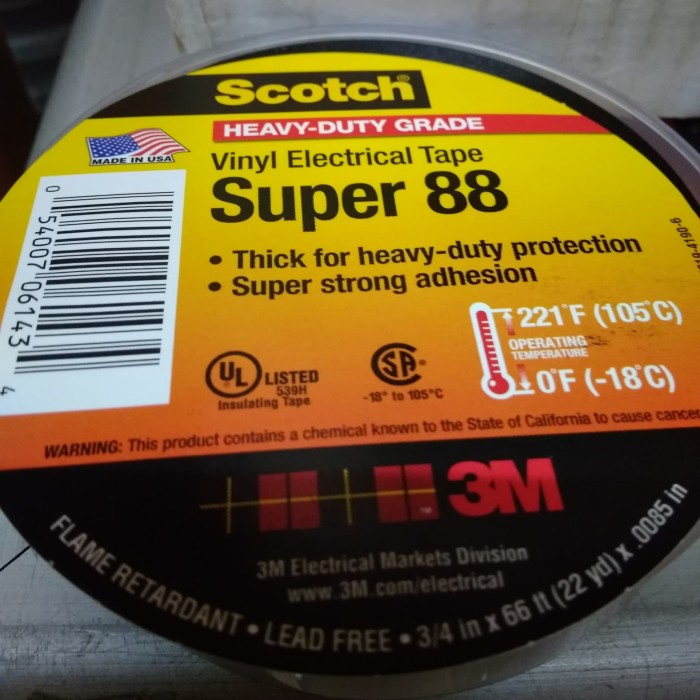 Scotch®
HEAVY-DUTY GRADE
MADE IN USA
Vinyl Electrical Tape
Super 88
• Thick for heavy-duty protection
• Super strong adhesion
0 54007 06143 4
221°F (105°C)
OPERATING
TEMPERATURE
0°F (-18°C)
UL LISTED
539H
Insulating Tape
SA
-18° to 105°C
WARNING: This product contains a chemical known to the State of California to cause cancer
3M
™
3M Electrical Markets Division
www.3M.com/electrical
FLAME RETARDANT • LEAD FREE • 3/4 in x 66 ft (22 yd) x .0085 in